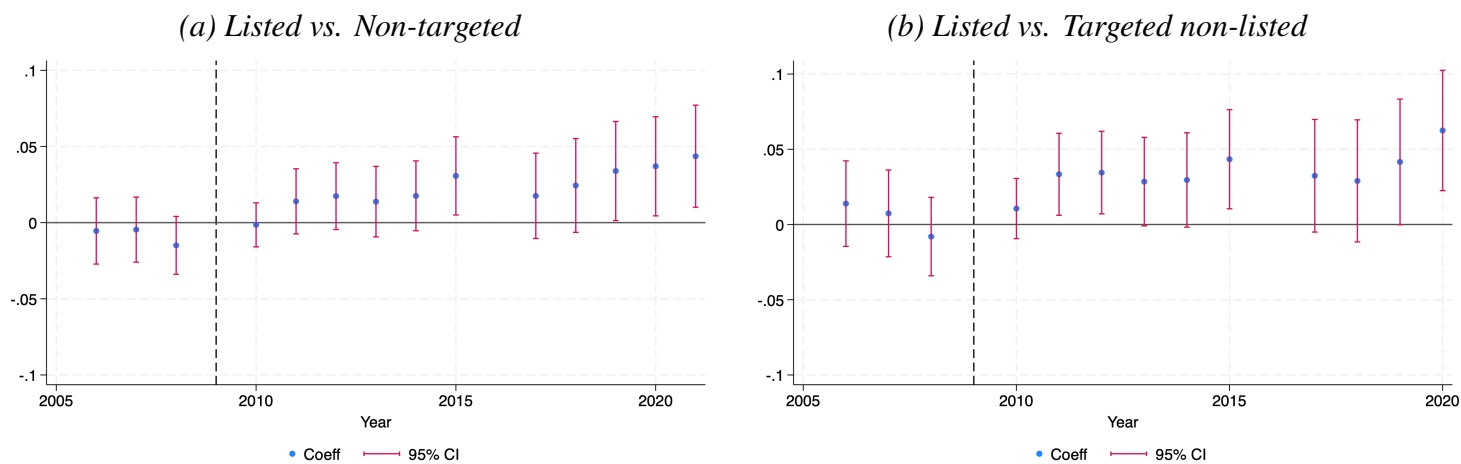 (a) Listed vs. Non-targeted
.1
.05
0
-.05
-.1
2005
2010
2015
2020
Year
Coeff
95% CI
(b) Listed vs. Targeted non-listed
.1
.05
0
-.05
-.1
2005
2010
2015
2020
Year
Coeff
95% CI